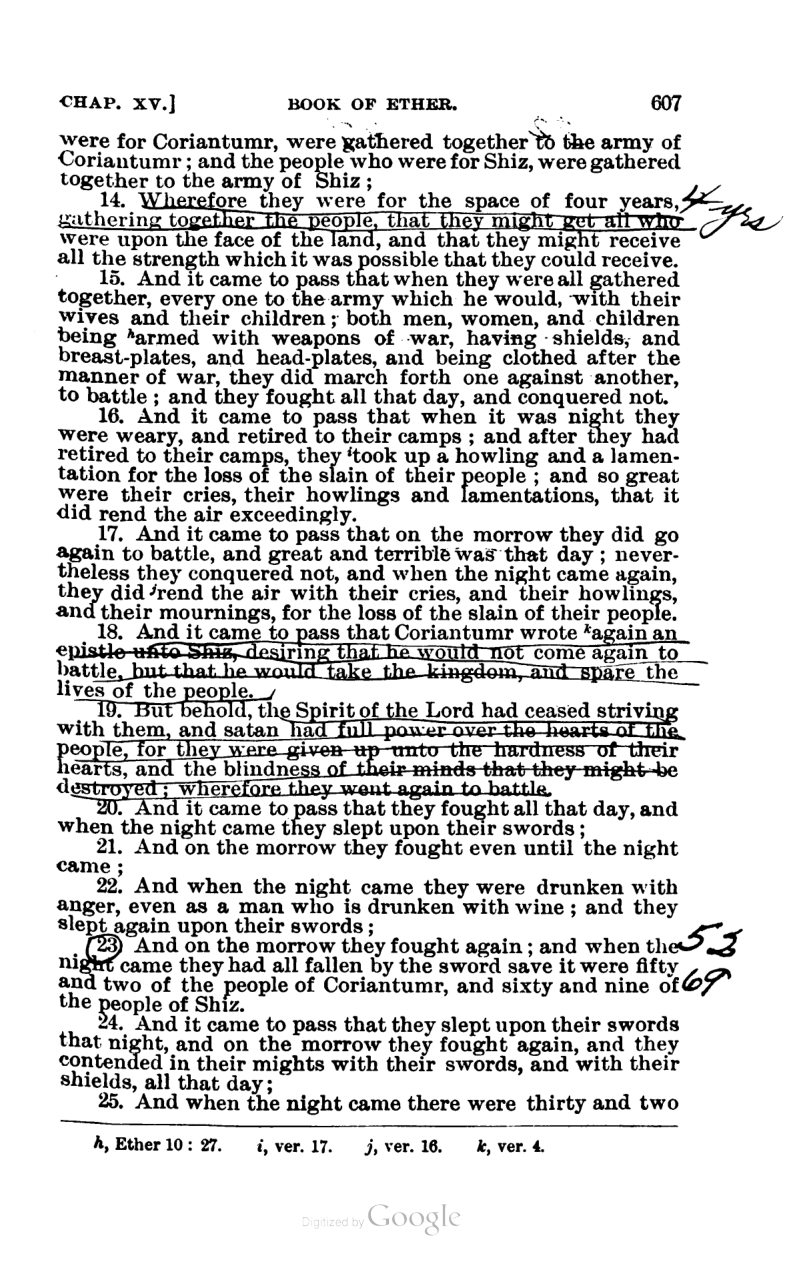 CHAP. XV.] BOOK OF ETHER. 607
were for Coriantumr, were gathered together to the army of
Coriantumr; and the people who were for Shiz, were gathered
together to the army of Shiz;
14. Wherefore they were for the space of four years, 4 yrs
gathering together the people, that they might get all who
were upon the face of the land, and that they might receive
all the strength which it was possible that they could receive.
15. And it came to pass that when they were all gathered
together, every one to the army which he would, with their
wives and their children; both men, women, and children
being ʰarmed with weapons of war, having shields, and
breast-plates, and head-plates, and being clothed after the
manner of war, they did march forth one against another,
to battle; and they fought all that day, and conquered not.
16. And it came to pass that when it was night they
were weary, and retired to their camps; and after they had
retired to their camps, they ⁱtook up a howling and a lamen-
tation for the loss of the slain of their people; and so great
were their cries, their howlings and lamentations, that it
did rend the air exceedingly.
17. And it came to pass that on the morrow they did go
again to battle, and great and terrible was that day; never-
theless they conquered not, and when the night came again,
they did ʲrend the air with their cries, and their howlings,
and their mournings, for the loss of the slain of their people.
18. And it came to pass that Coriantumr wrote ᵏagain an
epistle unto Shiz, desiring that he would not come again to
battle, but that he would take the kingdom, and spare the
lives of the people.
19. But behold, the Spirit of the Lord had ceased striving
with them, and satan had full power over the hearts of the
people, for they were given up unto the hardness of their
hearts, and the blindness of their minds that they might be
destroyed; wherefore they went again to battle.
20. And it came to pass that they fought all that day, and
when the night came they slept upon their swords;
21. And on the morrow they fought even until the night
came;
22. And when the night came they were drunken with
anger, even as a man who is drunken with wine; and they
slept again upon their swords;
23 And on the morrow they fought again; and when the 52
night came they had all fallen by the sword save it were fifty
and two of the people of Coriantumr, and sixty and nine of 69
the people of Shiz.
24. And it came to pass that they slept upon their swords
that night, and on the morrow they fought again, and they
contended in their mights with their swords, and with their
shields, all that day;
25. And when the night came there were thirty and two
h, Ether 10: 27. i, ver. 17. j, ver. 16. k, ver. 4.
Digitized by Google